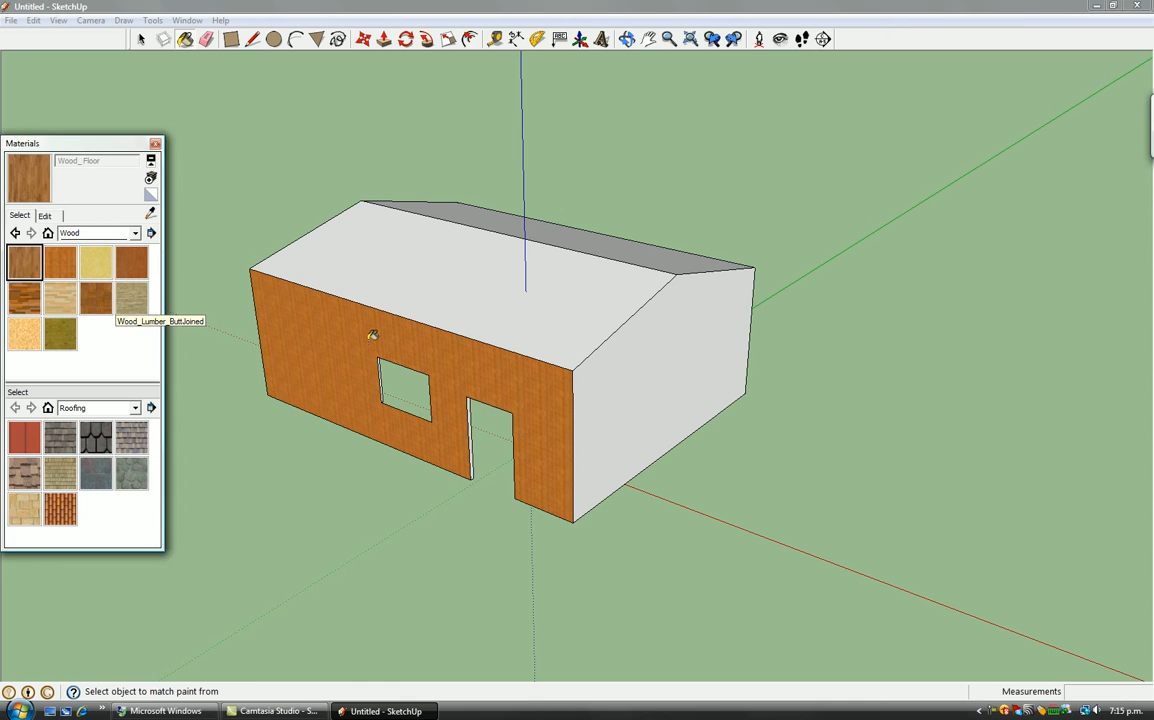 Untitled - SketchUp
File Edit View Camera Draw Tools Window Help
Materials
Wood_Floor
Select Edit
Wood
Wood_Lumber_ButtJoined
Select
Roofing
Select object to match paint from
Measurements
Microsoft Windows
Camtasia Studio - S...
Untitled - SketchUp
7:15 p.m.